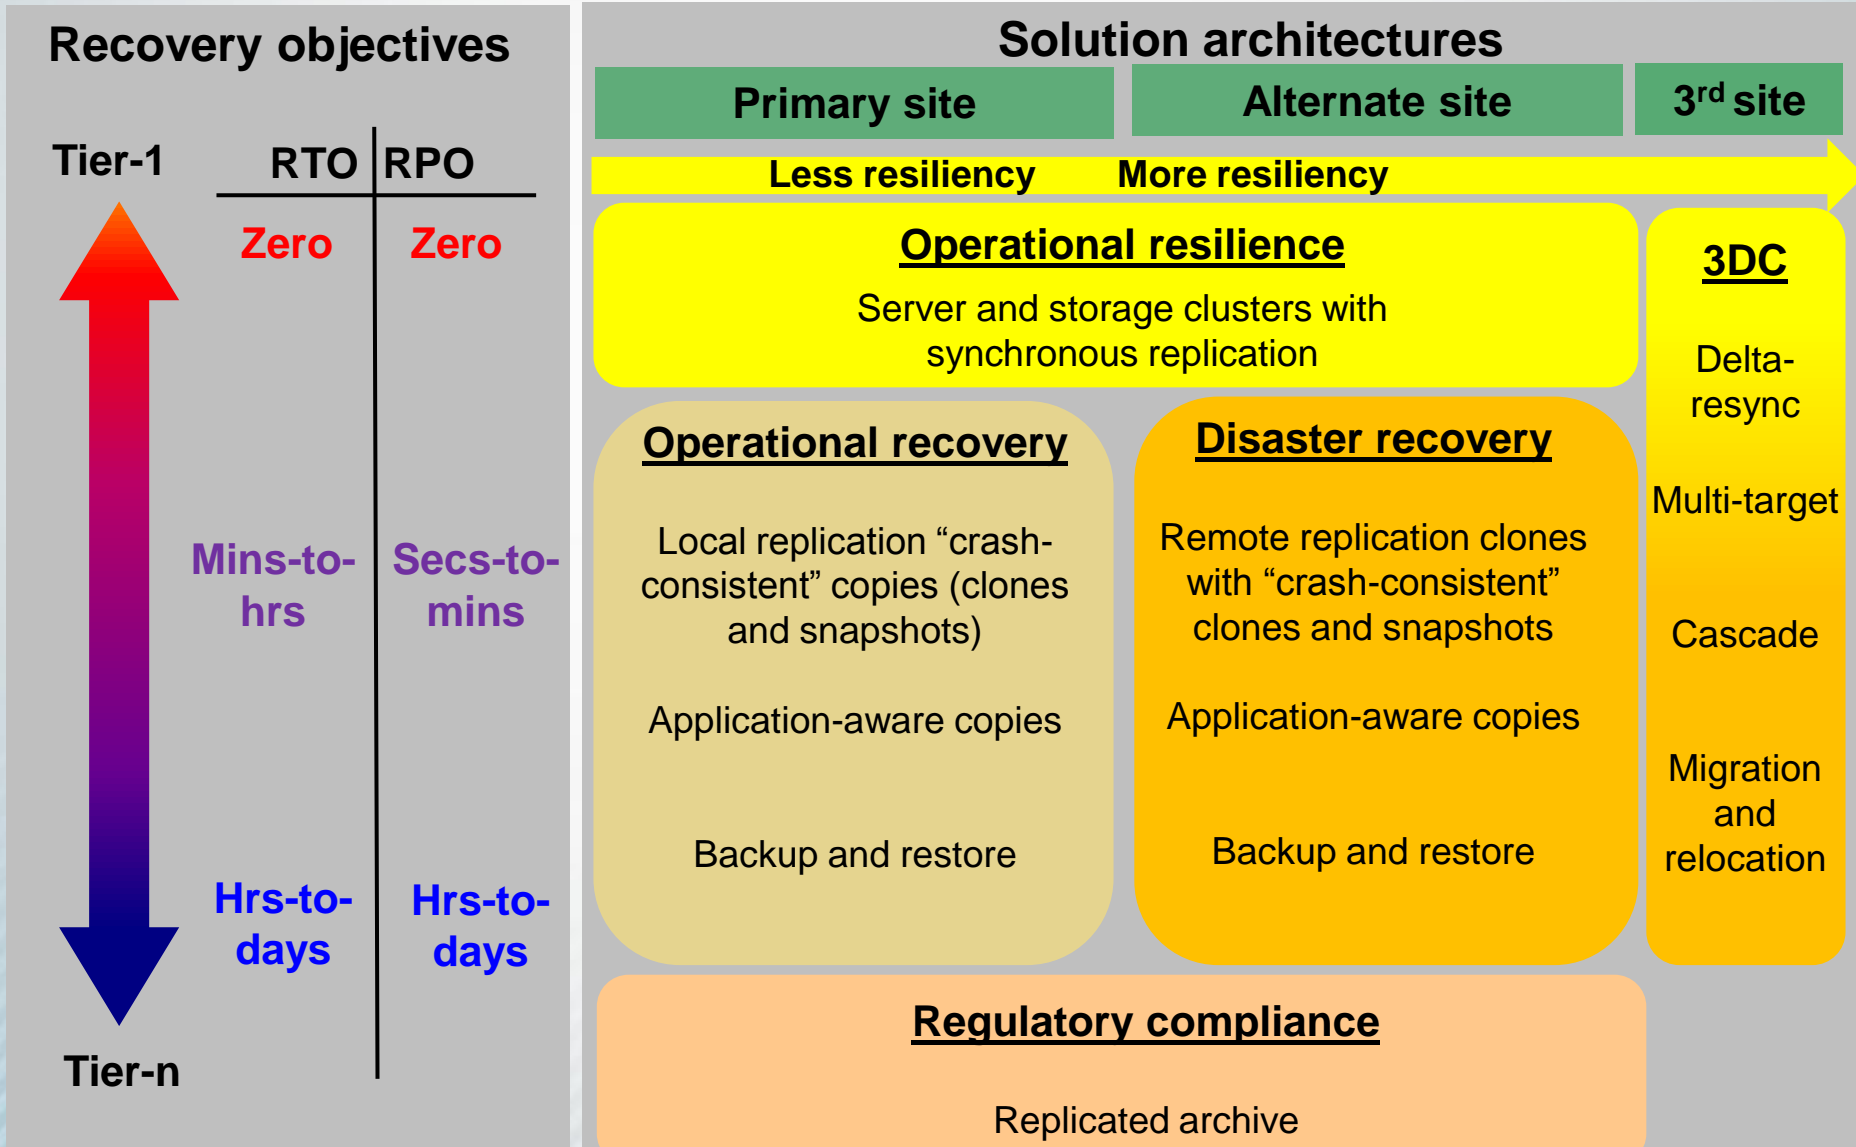 Recovery objectives
Tier-1
RTO
RPO
Zero
Zero
Mins-to-
hrs
Secs-to-
mins
Hrs-to-
days
Hrs-to-
days
Tier-n
Solution architectures
Primary site
Alternate site
3rd site
Less resiliency
More resiliency
Operational resilience
Server and storage clusters with
synchronous replication
Operational recovery
Local replication “crash-
consistent” copies (clones
and snapshots)
Application-aware copies
Backup and restore
Disaster recovery
Remote replication clones
with “crash-consistent”
clones and snapshots
Application-aware copies
Backup and restore
3DC
Delta-
resync
Multi-target
Cascade
Migration
and
relocation
Regulatory compliance
Replicated archive